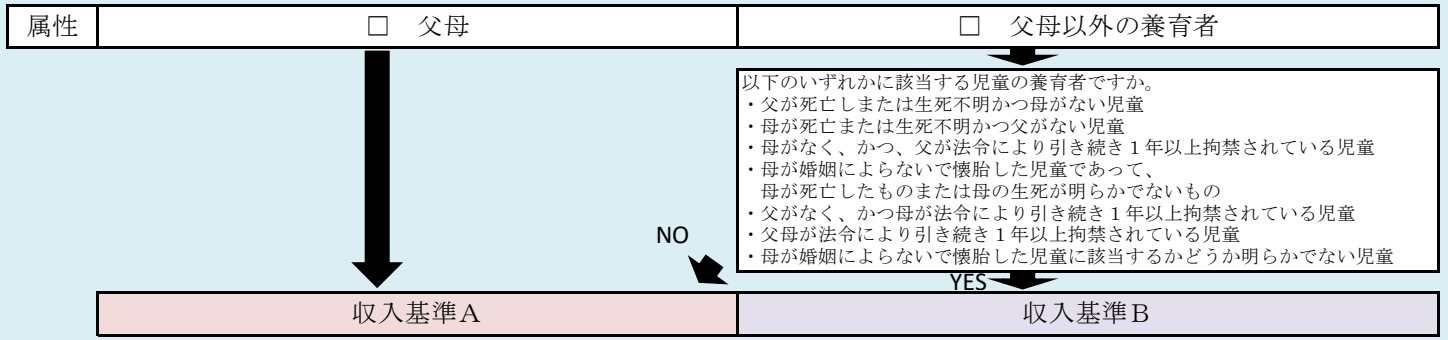 属性
□ 父母
□ 父母以外の養育者
以下のいずれかに該当する児童の養育者ですか。
・父が死亡しまたは生死不明かつ母がない児童
・母が死亡または生死不明かつ父がない児童
・母がなく、かつ、父が法令により引き続き１年以上拘禁されている児童
・母が婚姻によらないで懐胎した児童であって、
母が死亡したものまたは母の生死が明らかでないもの
・父がなく、かつ母が法令により引き続き１年以上拘禁されている児童
・父母が法令により引き続き１年以上拘禁されている児童
・母が婚姻によらないで懐胎した児童に該当するかどうか明らかでない児童
NO
YES
収入基準Ａ
収入基準Ｂ